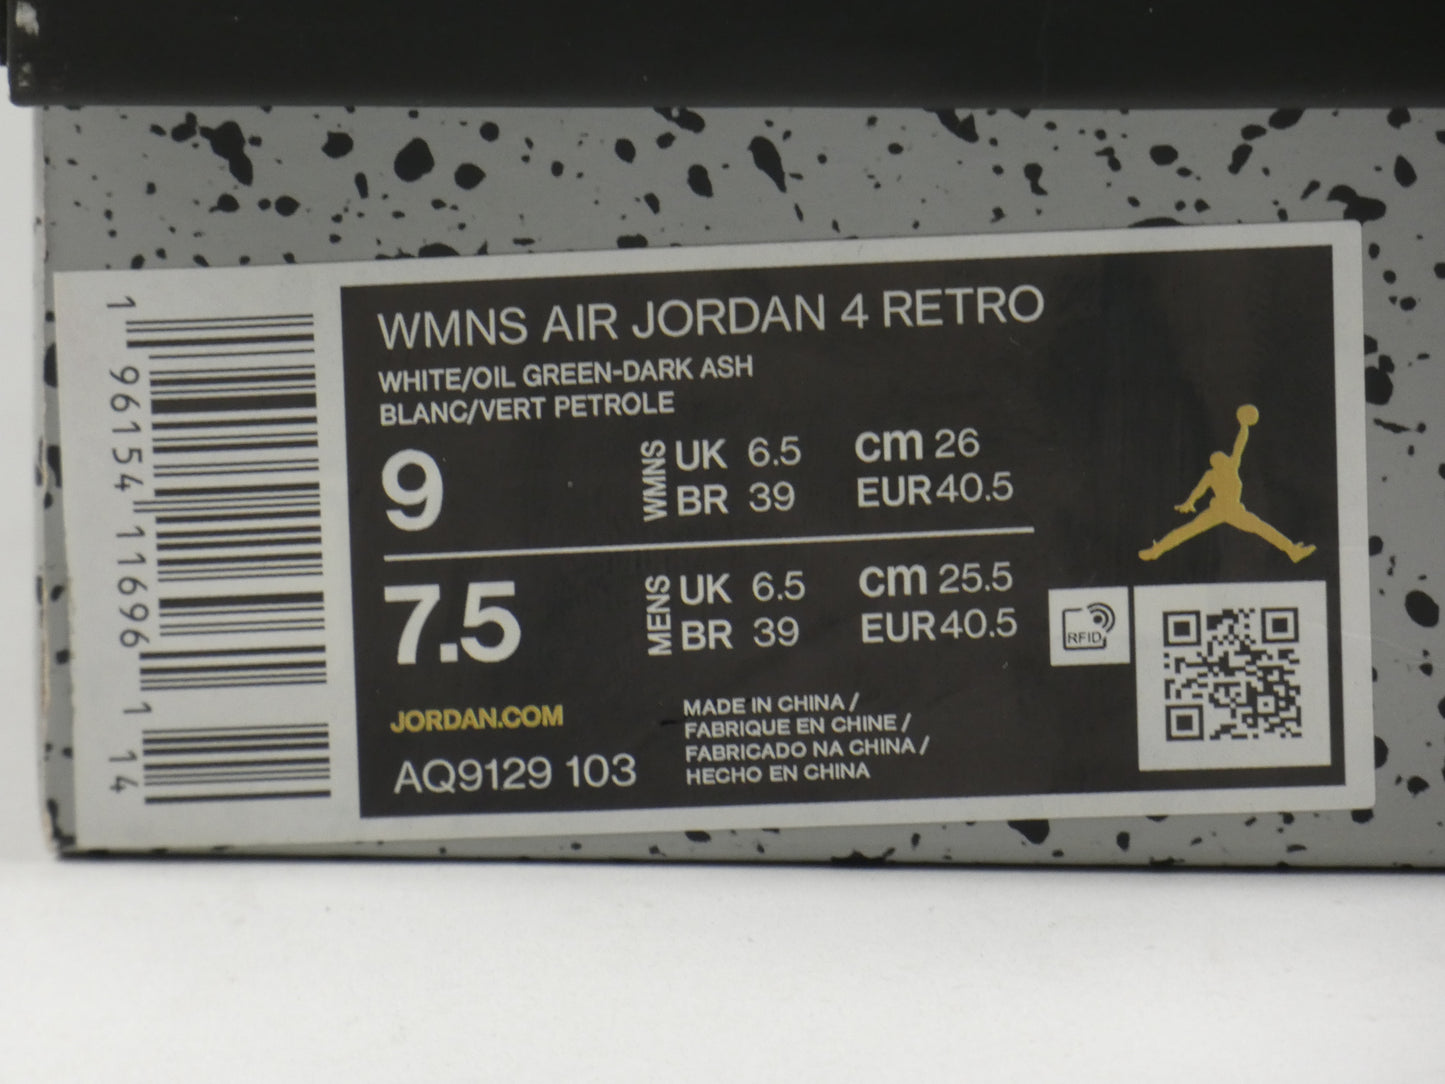 1 96154 11696 1 14
WMNS AIR JORDAN 4 RETRO
WHITE/OIL GREEN-DARK ASH
BLANC/VERT PETROLE
9 WMNS UK 6.5 cm 26
BR 39 EUR 40.5
7.5 MENS UK 6.5 cm 25.5
BR 39 EUR 40.5
RFID
JORDAN.COM
AQ9129 103
MADE IN CHINA /
FABRIQUE EN CHINE /
FABRICADO NA CHINA /
HECHO EN CHINA